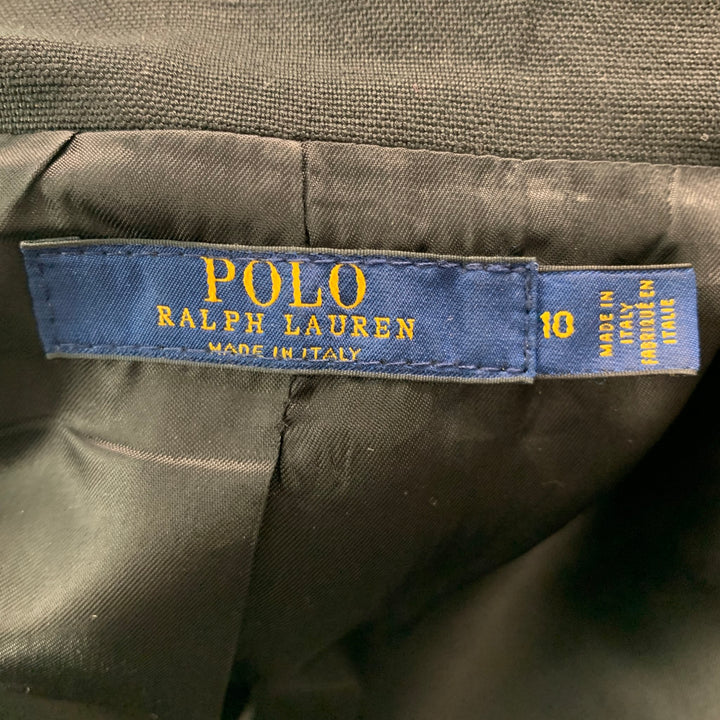 POLO
RALPH LAUREN
MADE IN ITALY
10
MADE IN
ITALY
FABRIQUÉ EN
ITALIE